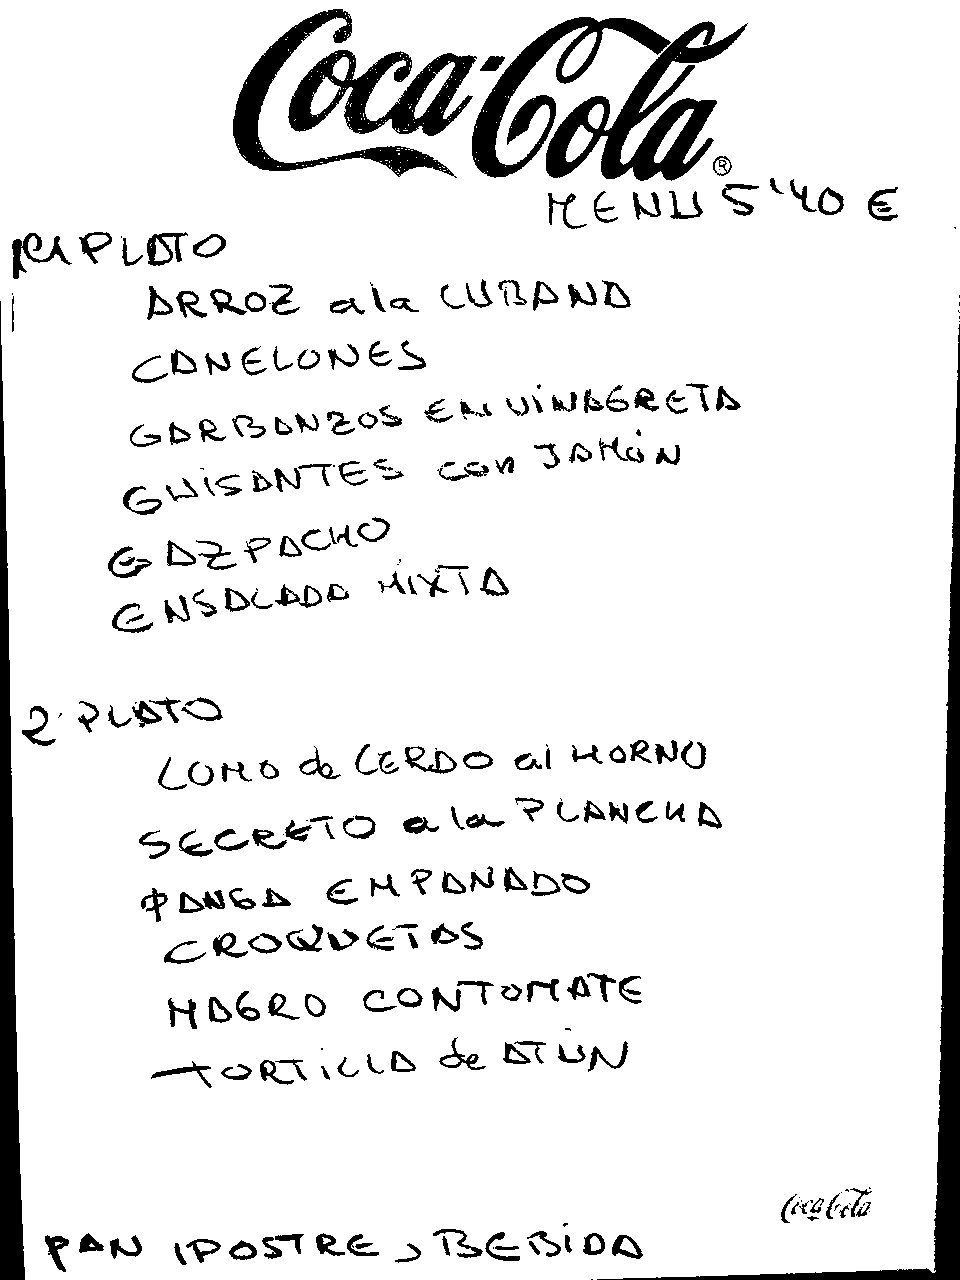 Coca-Cola®
MENU 5'40 €
1er PLATO
ARROZ a la CUBANA
CANELONES
GARBANZOS EN VINAGRETA
GUISANTES con JAMÓN
GAZPACHO
ENSALADA MIXTA
2º PLATO
LOMO de CERDO al HORNO
SECRETO a la PLANCHA
PANGA EMPANADO
CROQUETAS
MAGRO CON TOMATE
TORTILLA de ATÚN
Coca-Cola
PAN, POSTRE, BEBIDA